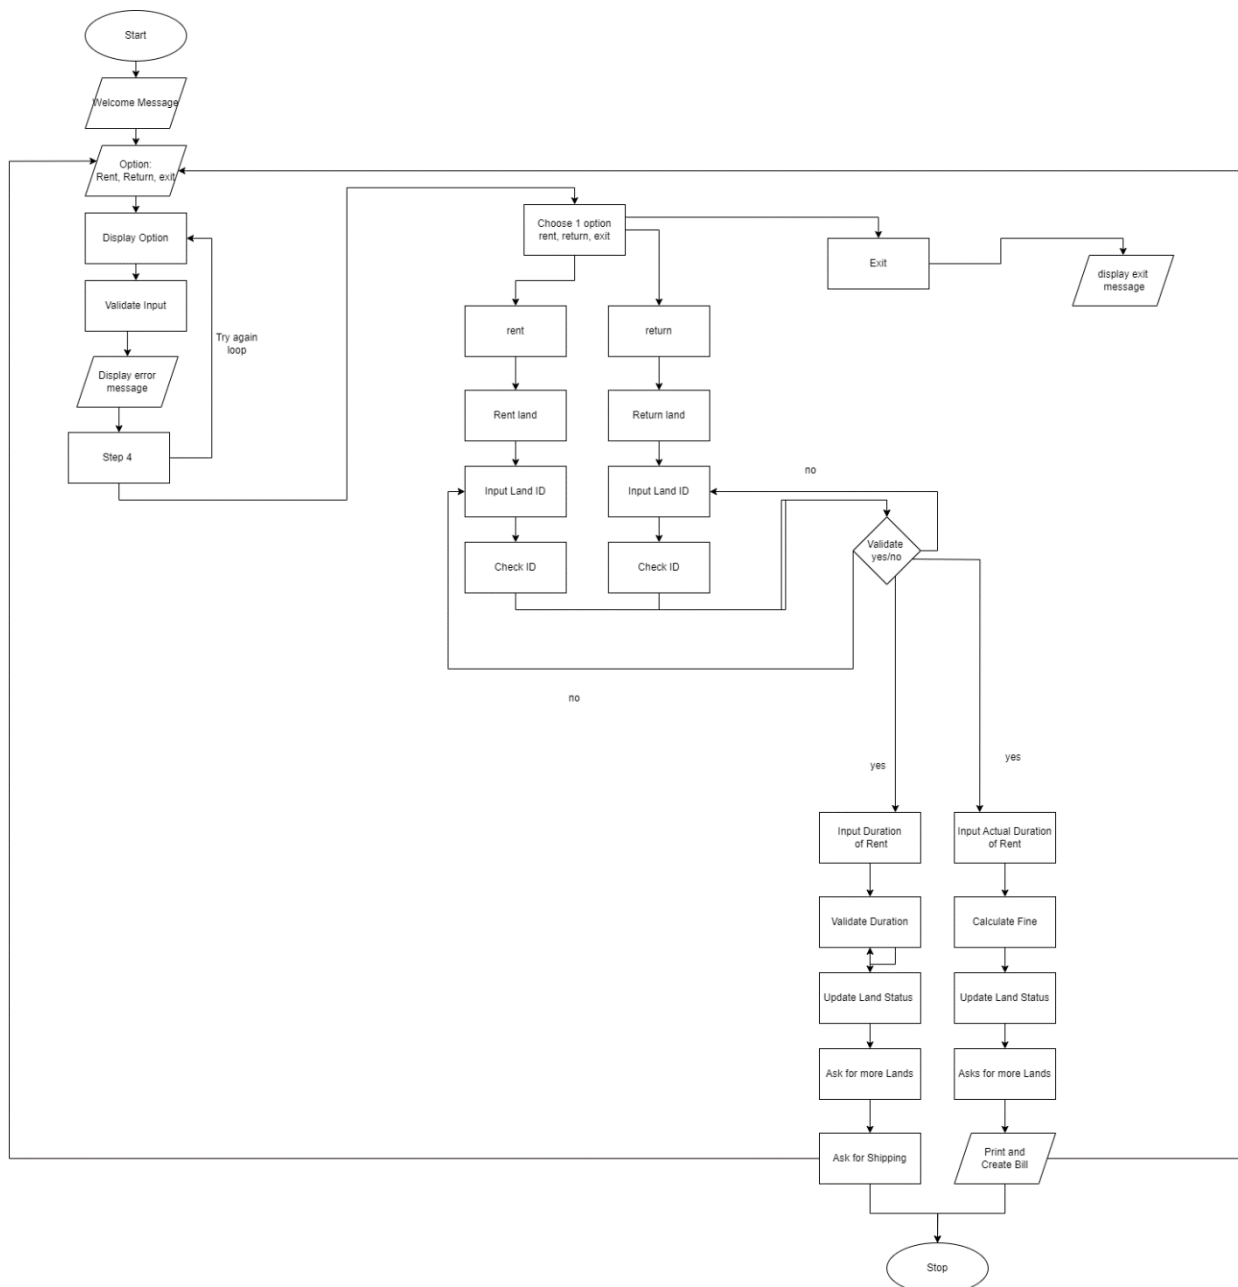 Start
Welcome Message
Option:
Rent, Return, exit
Display Option
Validate Input
Try again
loop
Display error
message
Step 4
Choose 1 option
rent, return, exit
Exit
display exit
message
rent
return
Rent land
Return land
no
Input Land ID
Input Land ID
Validate
yes/no
Check ID
Check ID
no
yes
yes
Input Duration
of Rent
Input Actual Duration
of Rent
Validate Duration
Calculate Fine
Update Land Status
Update Land Status
Ask for more Lands
Asks for more Lands
Ask for Shipping
Print and
Create Bill
Stop